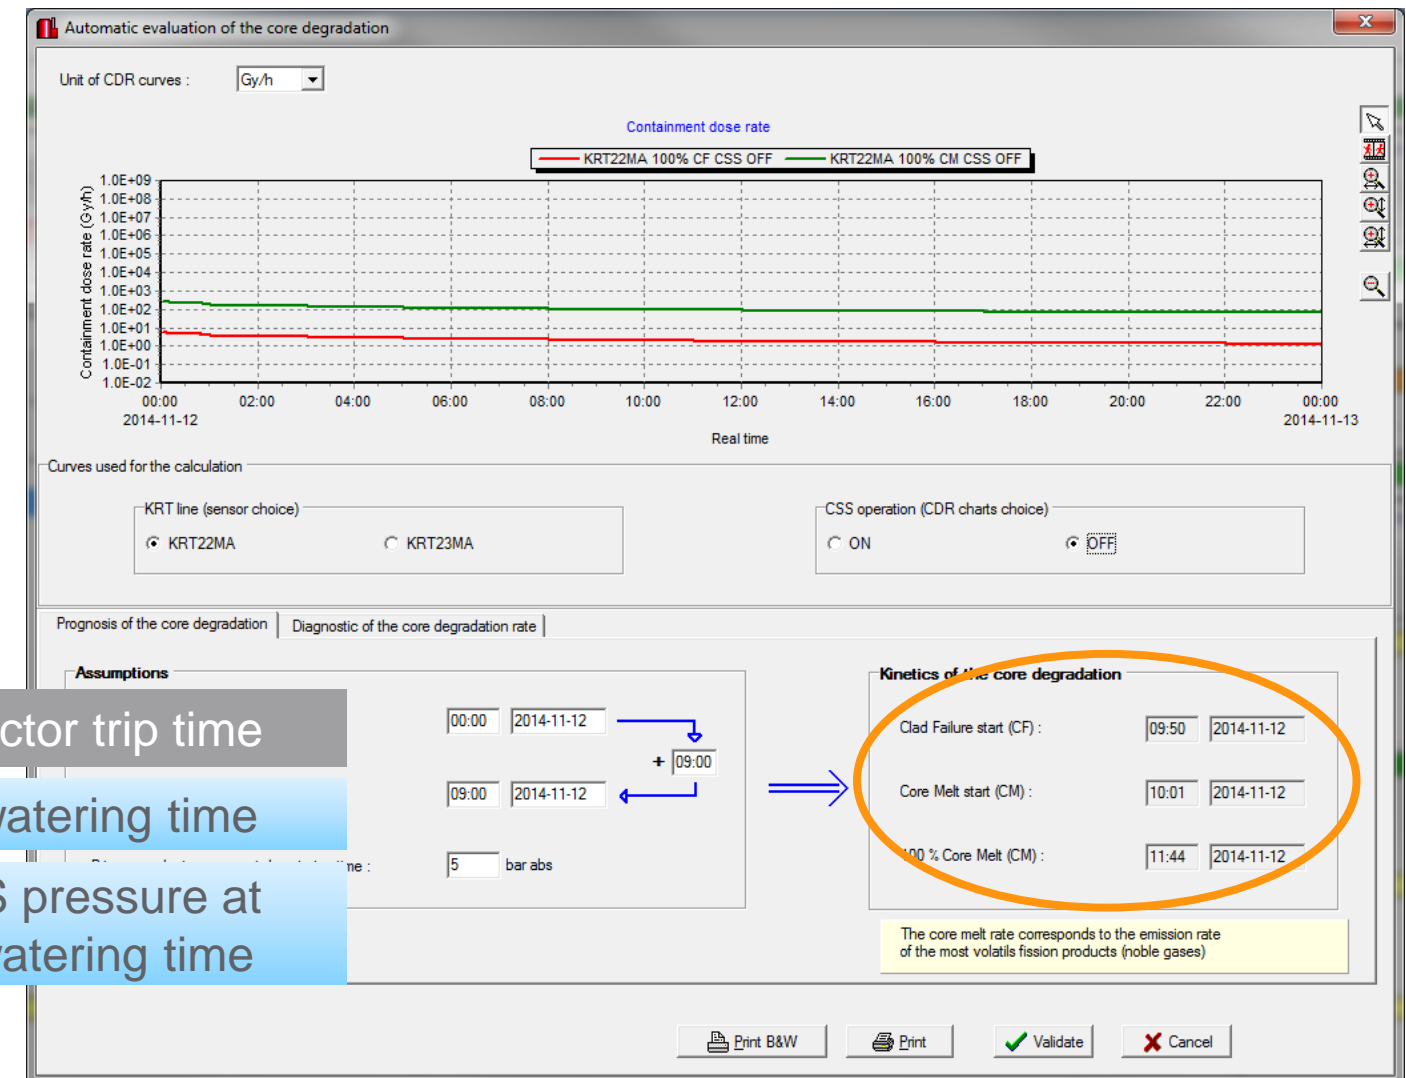 Automatic evaluation of the core degradation
Unit of CDR curves : Gy/h
Containment dose rate
KRT22MA 100% CF CSS OFF KRT22MA 100% CM CSS OFF
Containment dose rate (Gy/h)
1.0E+09
1.0E+08
1.0E+07
1.0E+06
1.0E+05
1.0E+04
1.0E+03
1.0E+02
1.0E+01
1.0E+00
1.0E-01
1.0E-02
00:00 02:00 04:00 06:00 08:00 10:00 12:00 14:00 16:00 18:00 20:00 22:00 00:00
2014-11-12 2014-11-13
Real time
Curves used for the calculation
KRT line (sensor choice)
KRT22MA KRT23MA
CSS operation (CDR charts choice)
ON OFF
Prognosis of the core degradation Diagnostic of the core degradation rate
Assumptions
ctor trip time 00:00 2014-11-12
+ 09:00
watering time 09:00 2014-11-12
me : 5 bar abs
S pressure at
watering time
Kinetics of the core degradation
Clad Failure start (CF) : 09:50 2014-11-12
Core Melt start (CM) : 10:01 2014-11-12
100 % Core Melt (CM) : 11:44 2014-11-12
The core melt rate corresponds to the emission rate
of the most volatils fission products (noble gases)
Print B&W Print Validate Cancel